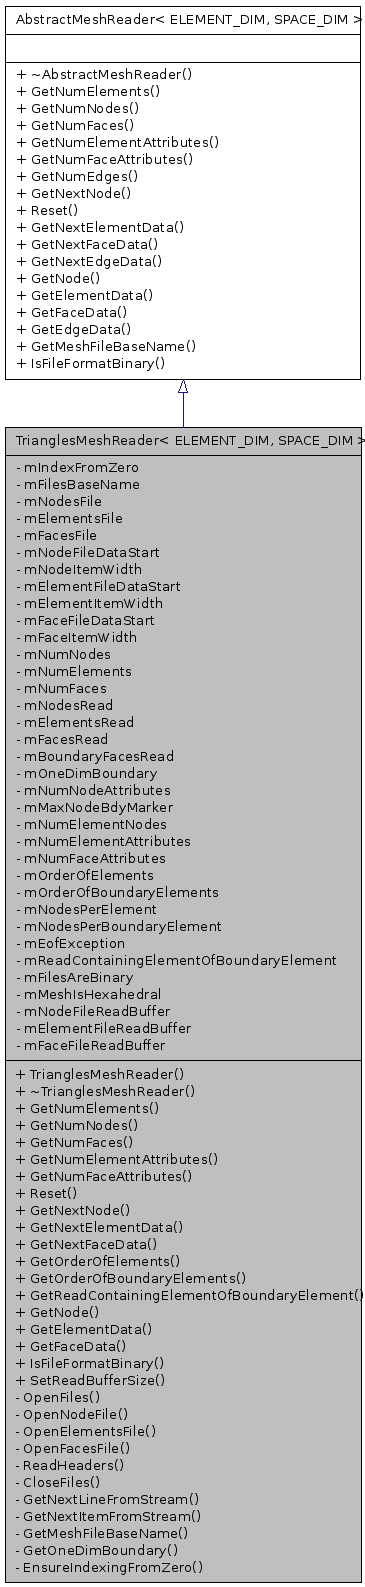 AbstractMeshReader< ELEMENT_DIM, SPACE_DIM >
+ ~AbstractMeshReader()
+ GetNumElements()
+ GetNumNodes()
+ GetNumFaces()
+ GetNumElementAttributes()
+ GetNumFaceAttributes()
+ GetNumEdges()
+ GetNextNode()
+ Reset()
+ GetNextElementData()
+ GetNextFaceData()
+ GetNextEdgeData()
+ GetNode()
+ GetElementData()
+ GetFaceData()
+ GetEdgeData()
+ GetMeshFileBaseName()
+ IsFileFormatBinary()
TrianglesMeshReader< ELEMENT_DIM, SPACE_DIM >
- mIndexFromZero
- mFilesBaseName
- mNodesFile
- mElementsFile
- mFacesFile
- mNodeFileDataStart
- mNodeItemWidth
- mElementFileDataStart
- mElementItemWidth
- mFaceFileDataStart
- mFaceItemWidth
- mNumNodes
- mNumElements
- mNumFaces
- mNodesRead
- mElementsRead
- mFacesRead
- mBoundaryFacesRead
- mOneDimBoundary
- mNumNodeAttributes
- mMaxNodeBdyMarker
- mNumElementNodes
- mNumElementAttributes
- mNumFaceAttributes
- mOrderOfElements
- mOrderOfBoundaryElements
- mNodesPerElement
- mNodesPerBoundaryElement
- mEofException
- mReadContainingElementOfBoundaryElement
- mFilesAreBinary
- mMeshIsHexahedral
- mNodeFileReadBuffer
- mElementFileReadBuffer
- mFaceFileReadBuffer
+ TrianglesMeshReader()
+ ~TrianglesMeshReader()
+ GetNumElements()
+ GetNumNodes()
+ GetNumFaces()
+ GetNumElementAttributes()
+ GetNumFaceAttributes()
+ Reset()
+ GetNextNode()
+ GetNextElementData()
+ GetNextFaceData()
+ GetOrderOfElements()
+ GetOrderOfBoundaryElements()
+ GetReadContainingElementOfBoundaryElement()
+ GetNode()
+ GetElementData()
+ GetFaceData()
+ IsFileFormatBinary()
+ SetReadBufferSize()
- OpenFiles()
- OpenNodeFile()
- OpenElementsFile()
- OpenFacesFile()
- ReadHeaders()
- CloseFiles()
- GetNextLineFromStream()
- GetNextItemFromStream()
- GetMeshFileBaseName()
- GetOneDimBoundary()
- EnsureIndexingFromZero()